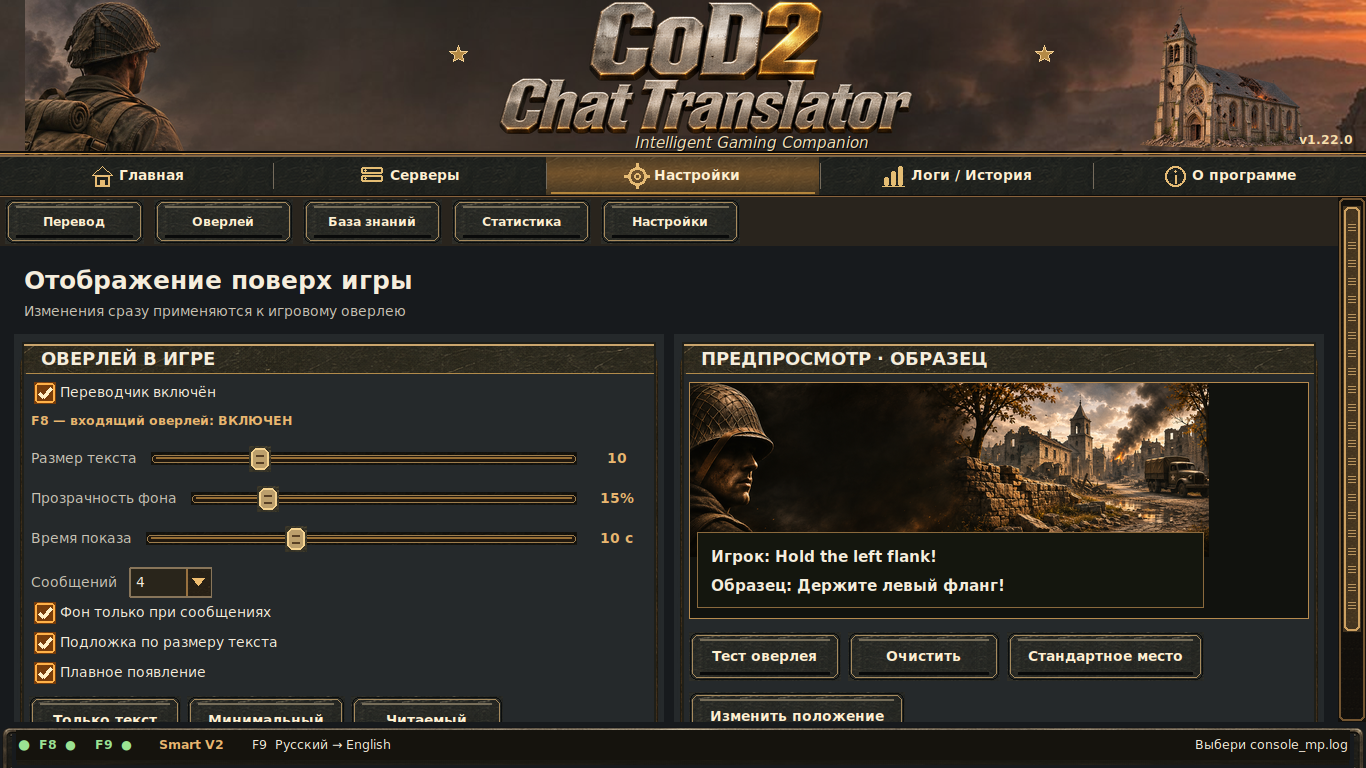 CoD2
Chat Translator
Intelligent Gaming Companion
v1.22.0
Главная
Серверы
Настройки
Логи / История
О программе
Перевод
Оверлей
База знаний
Статистика
Настройки
Отображение поверх игры
Изменения сразу применяются к игровому оверлею
ОВЕРЛЕЙ В ИГРЕ
Переводчик включён
F8 — входящий оверлей: ВКЛЮЧЕН
Размер текста 10
Прозрачность фона 15%
Время показа 10 с
Сообщений 4
Фон только при сообщениях
Подложка по размеру текста
Плавное появление
Только текст
Минимальный
Читаемый
ПРЕДПРОСМОТР · ОБРАЗЕЦ
Игрок: Hold the left flank!
Образец: Держите левый фланг!
Тест оверлея
Очистить
Стандартное место
Изменить положение
F8 F9 Smart V2 F9 Русский → English
Выбери console_mp.log